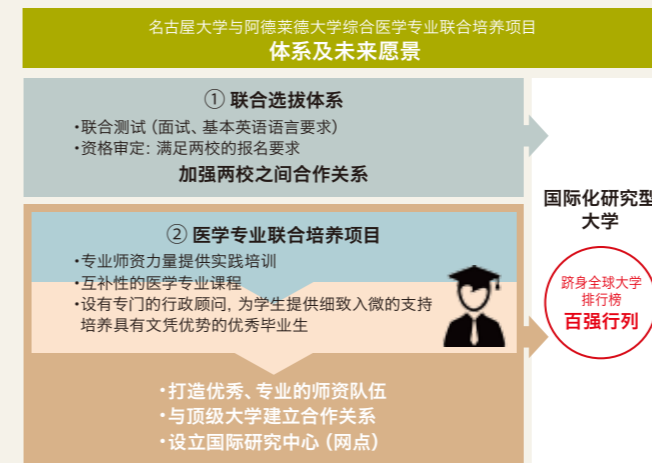 名古屋大学与阿德莱德大学综合医学专业联合培养项目
体系及未来愿景
① 联合选拔体系
・联合测试（面试、基本英语语言要求）
・资格审定：满足两校的报名要求
加强两校之间合作关系
② 医学专业联合培养项目
・专业师资力量提供实践培训
・互补性的医学专业课程
・设有专门的行政顾问，为学生提供细致入微的支持
培养具有文凭优势的优秀毕业生
・打造优秀、专业的师资队伍
・与顶级大学建立合作关系
・设立国际研究中心（网点）
国际化研究型
大学
跻身全球大学
排行榜
百强行列